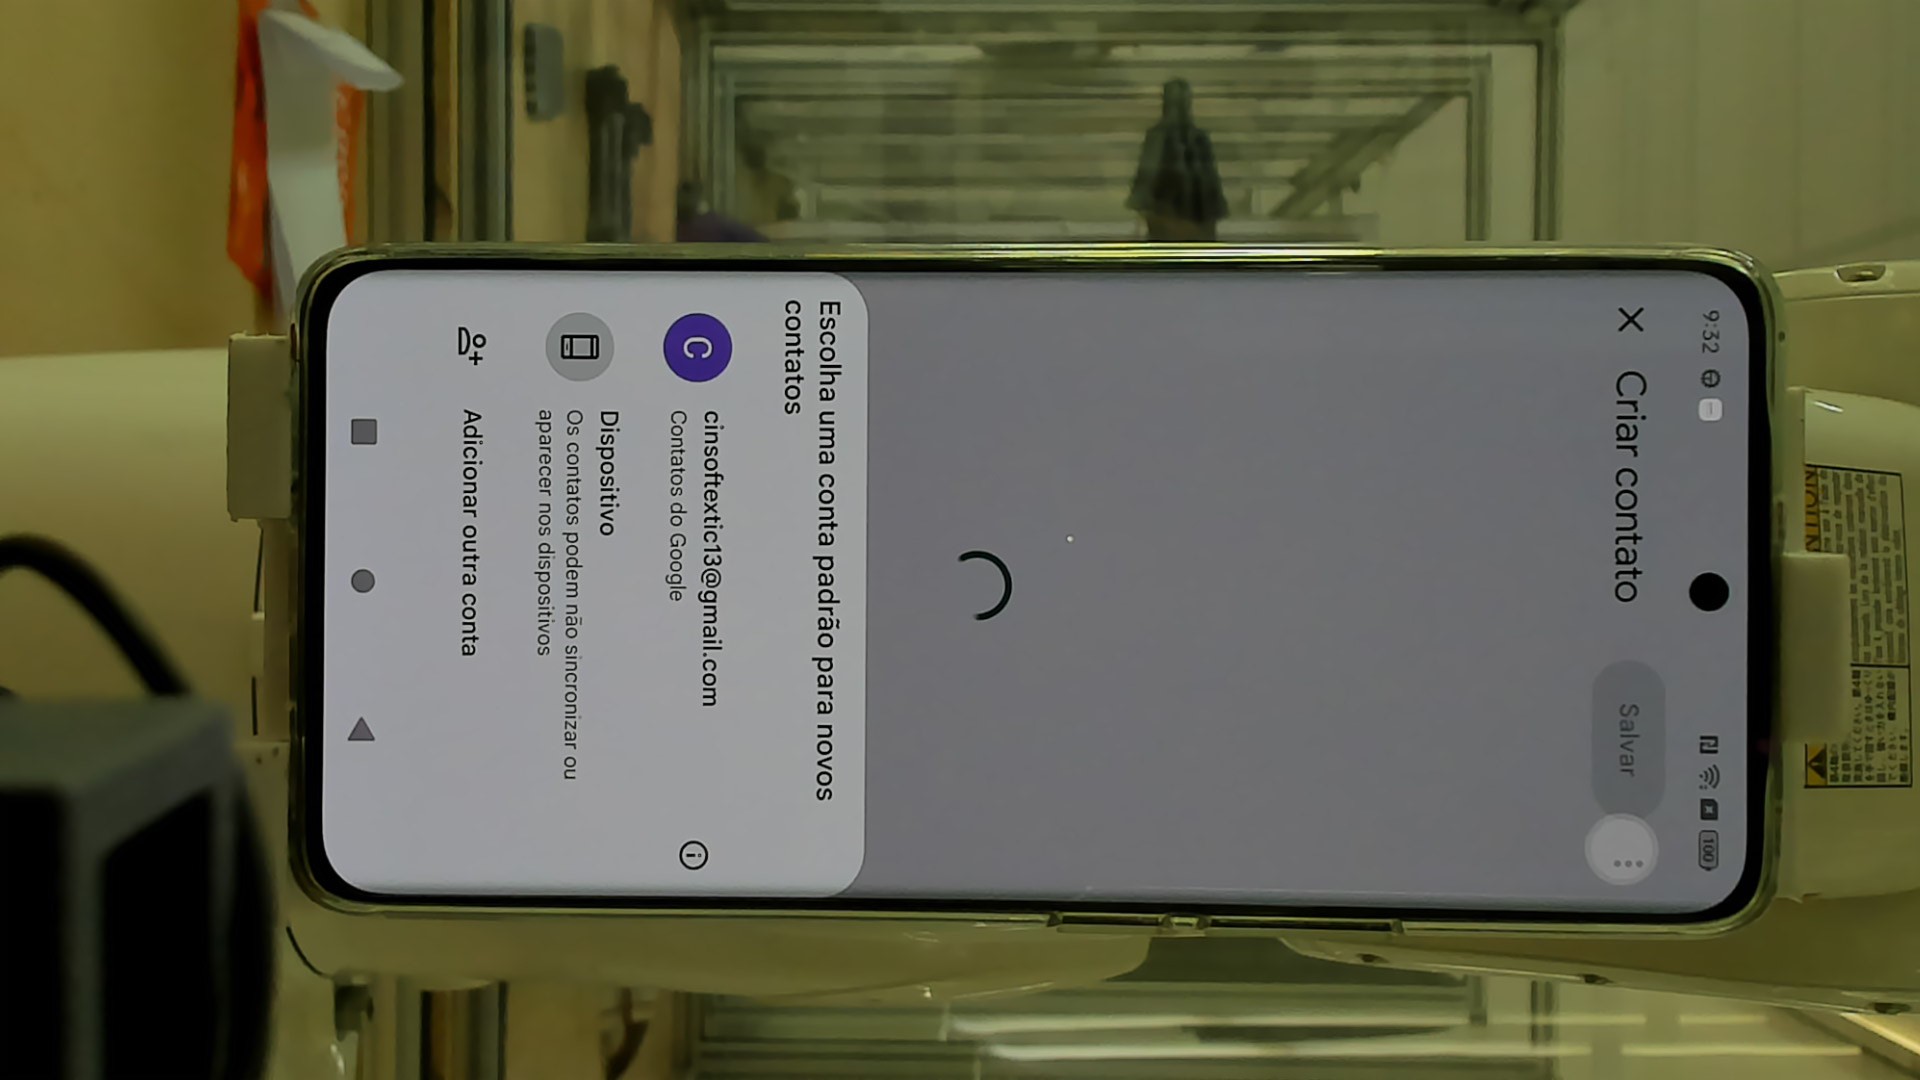 9:32
100
Criar contato
Salvar
Escolha uma conta padrão para novos
contatos
C
cinsoftextic13@gmail.com
Contatos do Google
Dispositivo
Os contatos podem não sincronizar ou
aparecer nos dispositivos
Adicionar outra conta